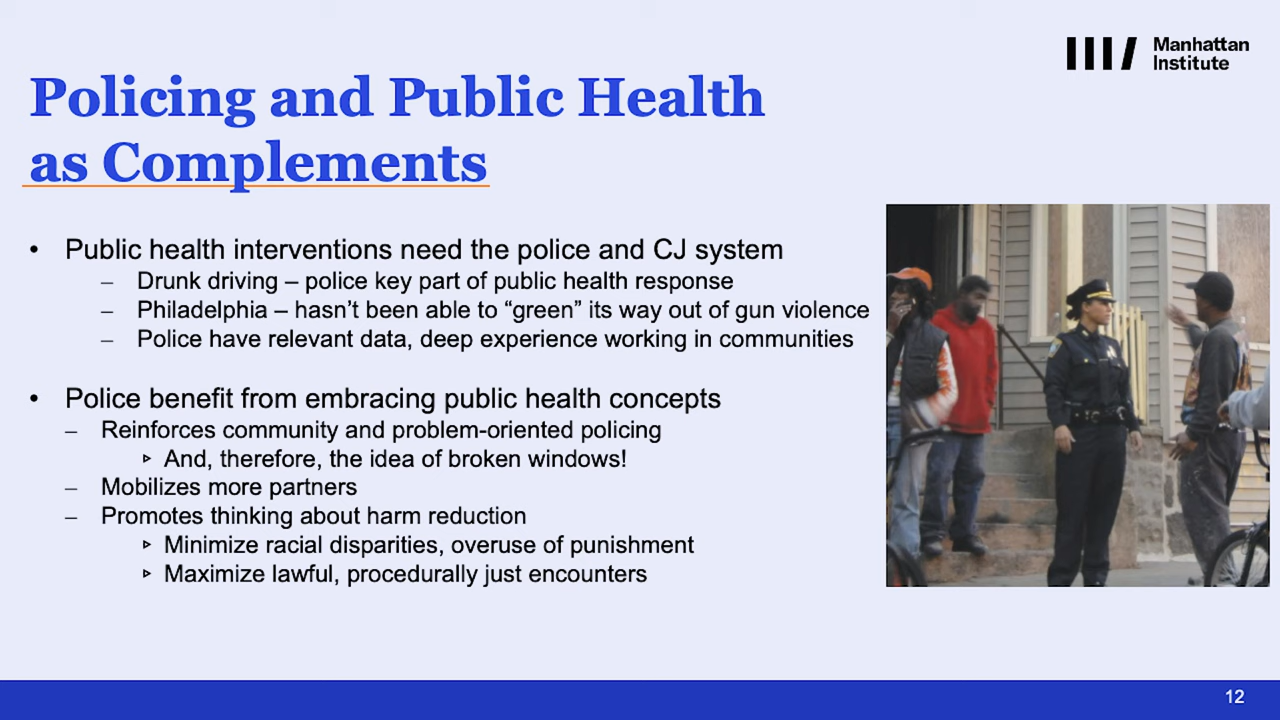 Manhattan
Institute
Policing and Public Health
as Complements
• Public health interventions need the police and CJ system
– Drunk driving – police key part of public health response
– Philadelphia – hasn’t been able to “green” its way out of gun violence
– Police have relevant data, deep experience working in communities
• Police benefit from embracing public health concepts
– Reinforces community and problem-oriented policing
▹ And, therefore, the idea of broken windows!
– Mobilizes more partners
– Promotes thinking about harm reduction
▹ Minimize racial disparities, overuse of punishment
▹ Maximize lawful, procedurally just encounters
12